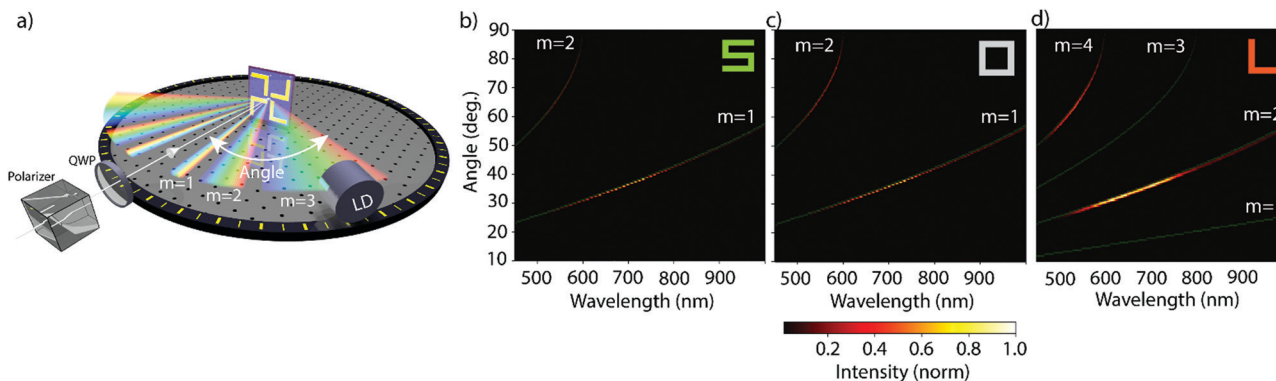 a)
QWP
Polarizer
m=1
m=2
m=3
Angle
LD
b)
90
80
70
60
50
40
30
20
10
Angle (deg.)
m=2
m=1
500 600 700 800 900
Wavelength (nm)
c)
m=2
m=1
500 600 700 800 900
Wavelength (nm)
0.2 0.4 0.6 0.8 1.0
Intensity (norm)
d)
m=4
m=3
m=2
m=
500 600 700 800 900
Wavelength (nm)